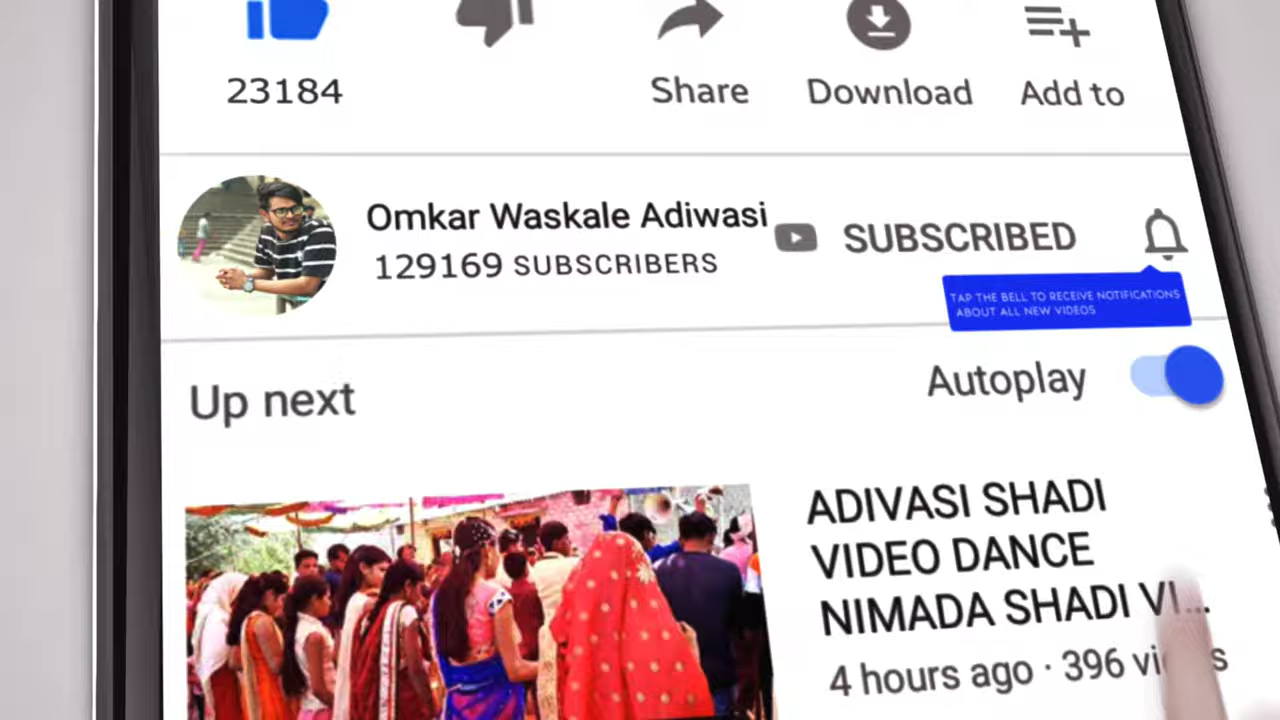 23184
Share
Download
Add to
Omkar Waskale Adiwasi
129169 SUBSCRIBERS
SUBSCRIBED
TAP THE BELL TO RECEIVE NOTIFICATIONS
ABOUT ALL NEW VIDEOS
Up next
Autoplay
ADIVASI SHADI
VIDEO DANCE
NIMADA SHADI VI...
4 hours ago · 396